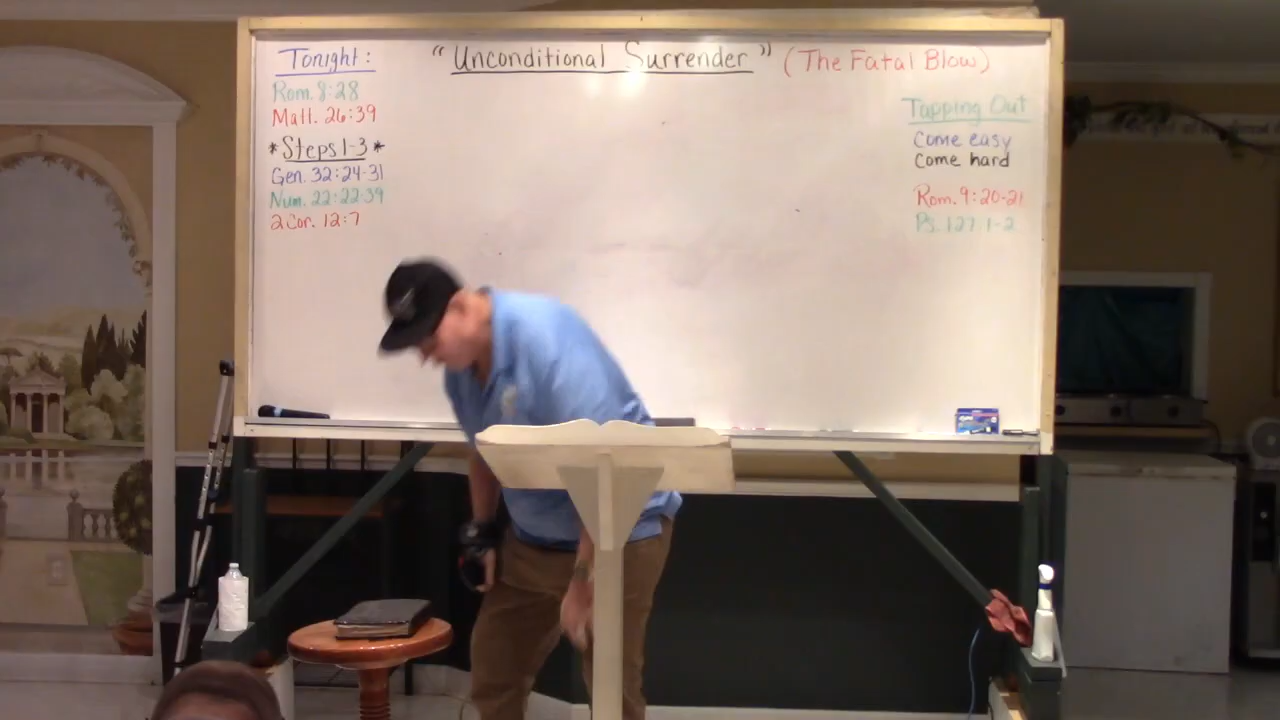 "Unconditional Surrender" (The Fatal Blow)
Tonight:
Rom. 8:28
Matt. 26:39
*Steps 1-3*
Gen. 32:24-31
Num. 22:22-39
2 Cor. 12:7
Tapping Out
Come easy
Come hard
Rom. 9:20-21
Ps. 127:1-2